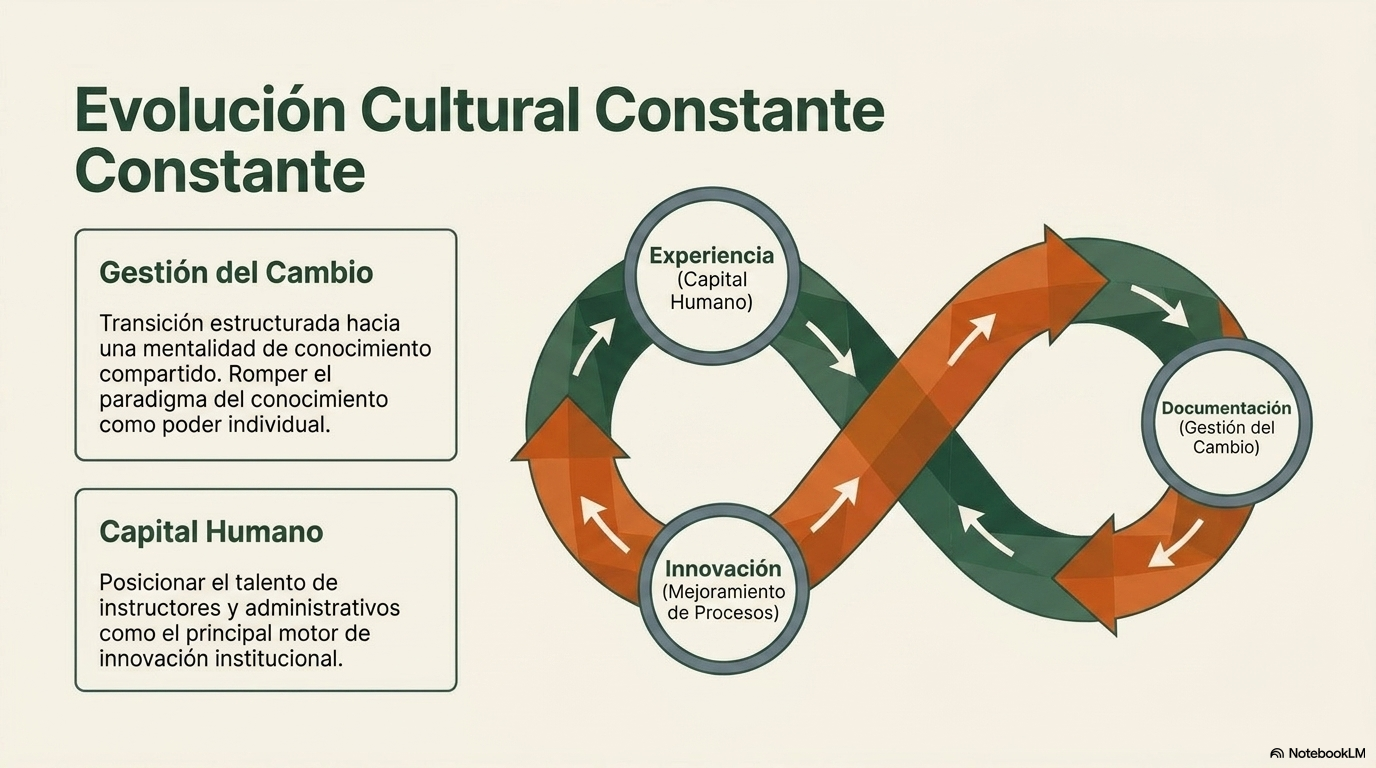 Evolución Cultural Constante
Constante
Gestión del Cambio
Transición estructurada hacia
una mentalidad de conocimiento
compartido. Romper el
paradigma del conocimiento
como poder individual.
Capital Humano
Posicionar el talento de
instructores y administrativos
como el principal motor de
innovación institucional.
Experiencia
(Capital
Humano)
Documentación
(Gestión del
Cambio)
Innovación
(Mejoramiento
de Procesos)
NotebookLM